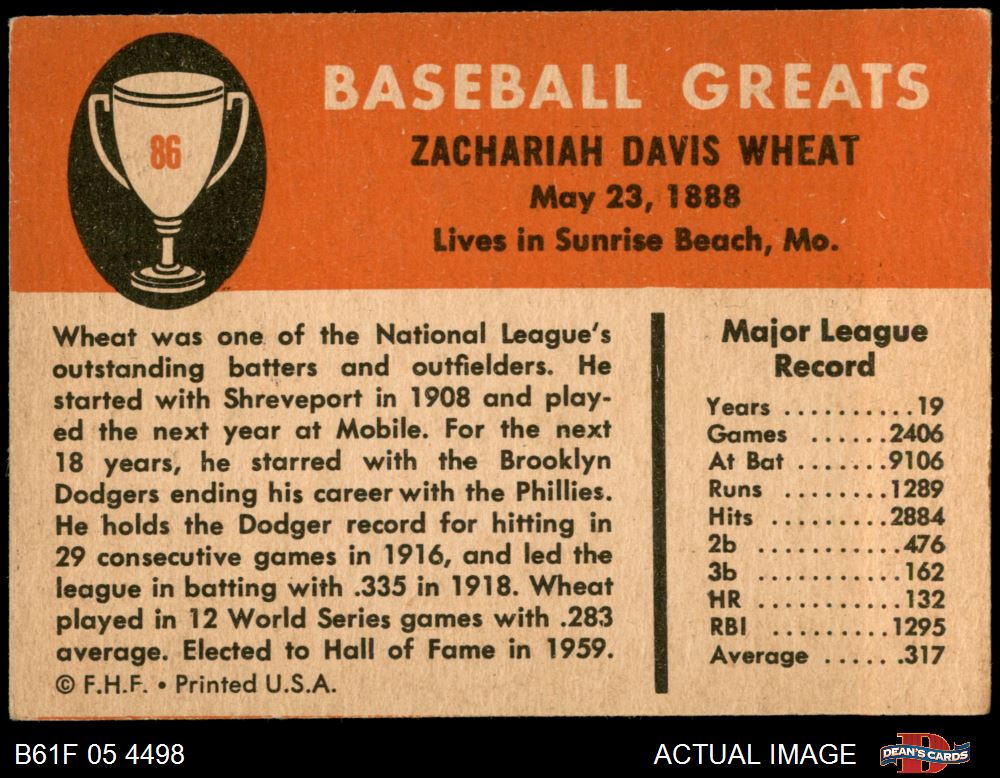 86
BASEBALL GREATS
ZACHARIAH DAVIS WHEAT
May 23, 1888
Lives in Sunrise Beach, Mo.
Wheat was one of the National League's
outstanding batters and outfielders. He
started with Shreveport in 1908 and play-
ed the next year at Mobile. For the next
18 years, he starred with the Brooklyn
Dodgers ending his career with the Phillies.
He holds the Dodger record for hitting in
29 consecutive games in 1916, and led the
league in batting with .335 in 1918. Wheat
played in 12 World Series games with .283
average. Elected to Hall of Fame in 1959.
© F.H.F. • Printed U.S.A.
Major League
Record
Years ..........19
Games ......2406
At Bat .......9106
Runs ........1289
Hits .........2884
2b ..........476
3b ..........162
HR ...........132
RBI .........1295
Average .......317
B61F 05 4498
ACTUAL IMAGE
D
DEAN'S CARDS